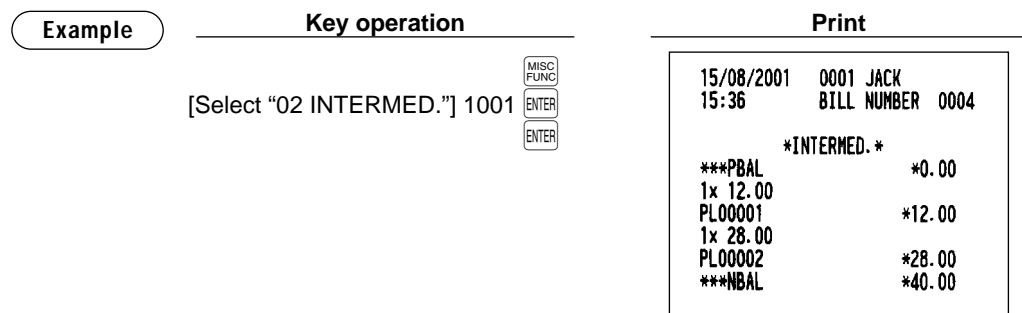 Example
Key operation
Print
MISC
FUNC
[Select “02 INTERMED.”] 1001 ENTER
ENTER
15/08/2001 0001 JACK
15:36 BILL NUMBER 0004
*INTERMED.*
***PBAL *0.00
1x 12.00
PL00001 *12.00
1x 28.00
PL00002 *28.00
***NBAL *40.00